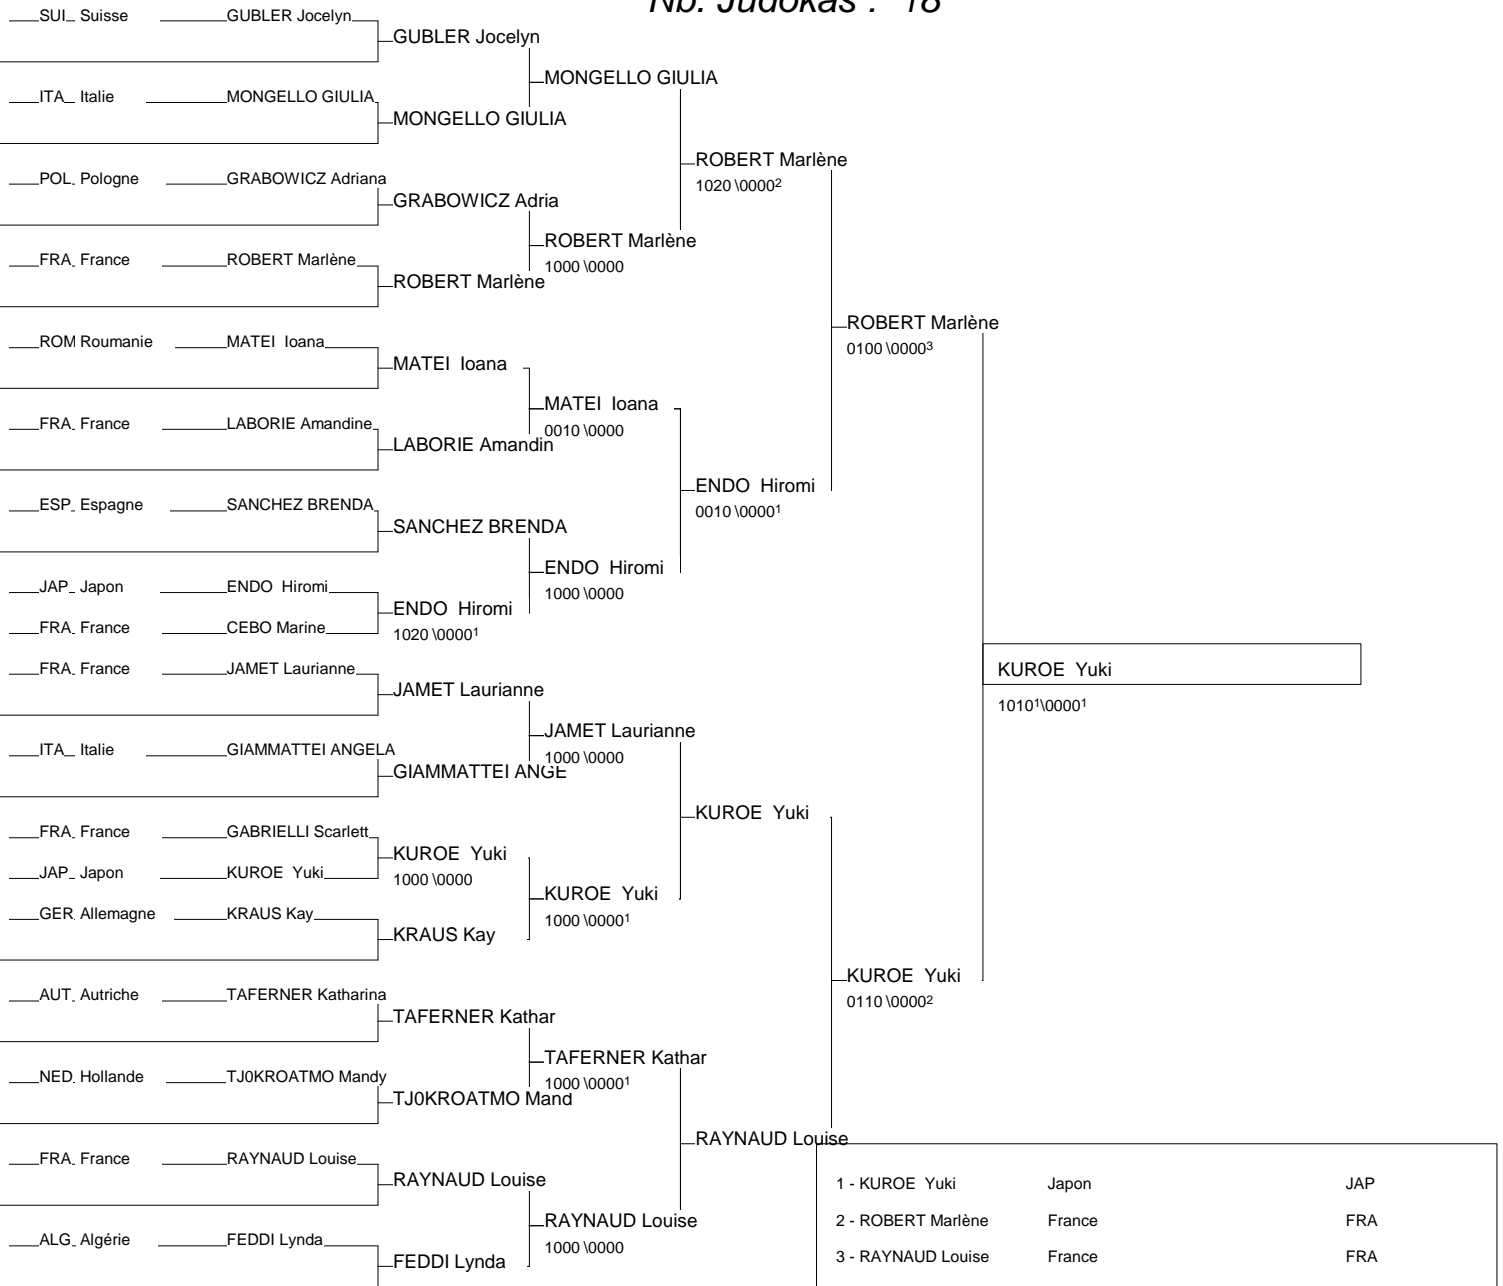 Nb. Judokas : 18
SUI Suisse GUBLER Jocelyn
GUBLER Jocelyn
MONGELLO GIULIA
ITA Italie MONGELLO GIULIA
MONGELLO GIULIA
ROBERT Marlène
1020 \0000²
POL Pologne GRABOWICZ Adriana
GRABOWICZ Adria
ROBERT Marlène
1000 \0000
FRA France ROBERT Marlène
ROBERT Marlène
ROBERT Marlène
0100 \0000³
ROM Roumanie MATEI Ioana
MATEI Ioana
MATEI Ioana
0010 \0000
FRA France LABORIE Amandine
LABORIE Amandin
ENDO Hiromi
0010 \0000¹
ESP Espagne SANCHEZ BRENDA
SANCHEZ BRENDA
ENDO Hiromi
1000 \0000
JAP Japon ENDO Hiromi
ENDO Hiromi
1020 \0000¹
FRA France CEBO Marine
KUROE Yuki
1010¹\0000¹
FRA France JAMET Laurianne
JAMET Laurianne
JAMET Laurianne
1000 \0000
ITA Italie GIAMMATTEI ANGELA
GIAMMATTEI ANGE
KUROE Yuki
FRA France GABRIELLI Scarlett
KUROE Yuki
1000 \0000
JAP Japon KUROE Yuki
KUROE Yuki
1000 \0000¹
GER Allemagne KRAUS Kay
KRAUS Kay
KUROE Yuki
0110 \0000²
AUT Autriche TAFERNER Katharina
TAFERNER Kathar
TAFERNER Kathar
1000 \0000¹
NED Hollande TJ0KROATMO Mandy
TJ0KROATMO Mand
RAYNAUD Louise
FRA France RAYNAUD Louise
RAYNAUD Louise
RAYNAUD Louise
1000 \0000
ALG Algérie FEDDI Lynda
FEDDI Lynda
1 - KUROE Yuki Japon JAP
2 - ROBERT Marlène France FRA
3 - RAYNAUD Louise France FRA